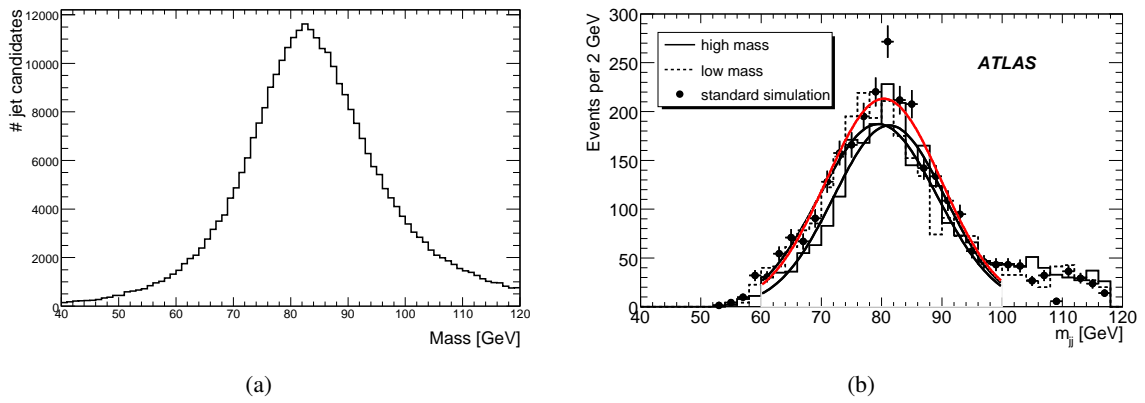 # jet candidates
12000
10000
8000
6000
4000
2000
0
40 50 60 70 80 90 100 110 120
Mass [GeV]
(a)
Events per 2 GeV
300
250
200
150
100
50
0
high mass
low mass
standard simulation
ATLAS
40 50 60 70 80 90 100 110 120
m_jj [GeV]
(b)